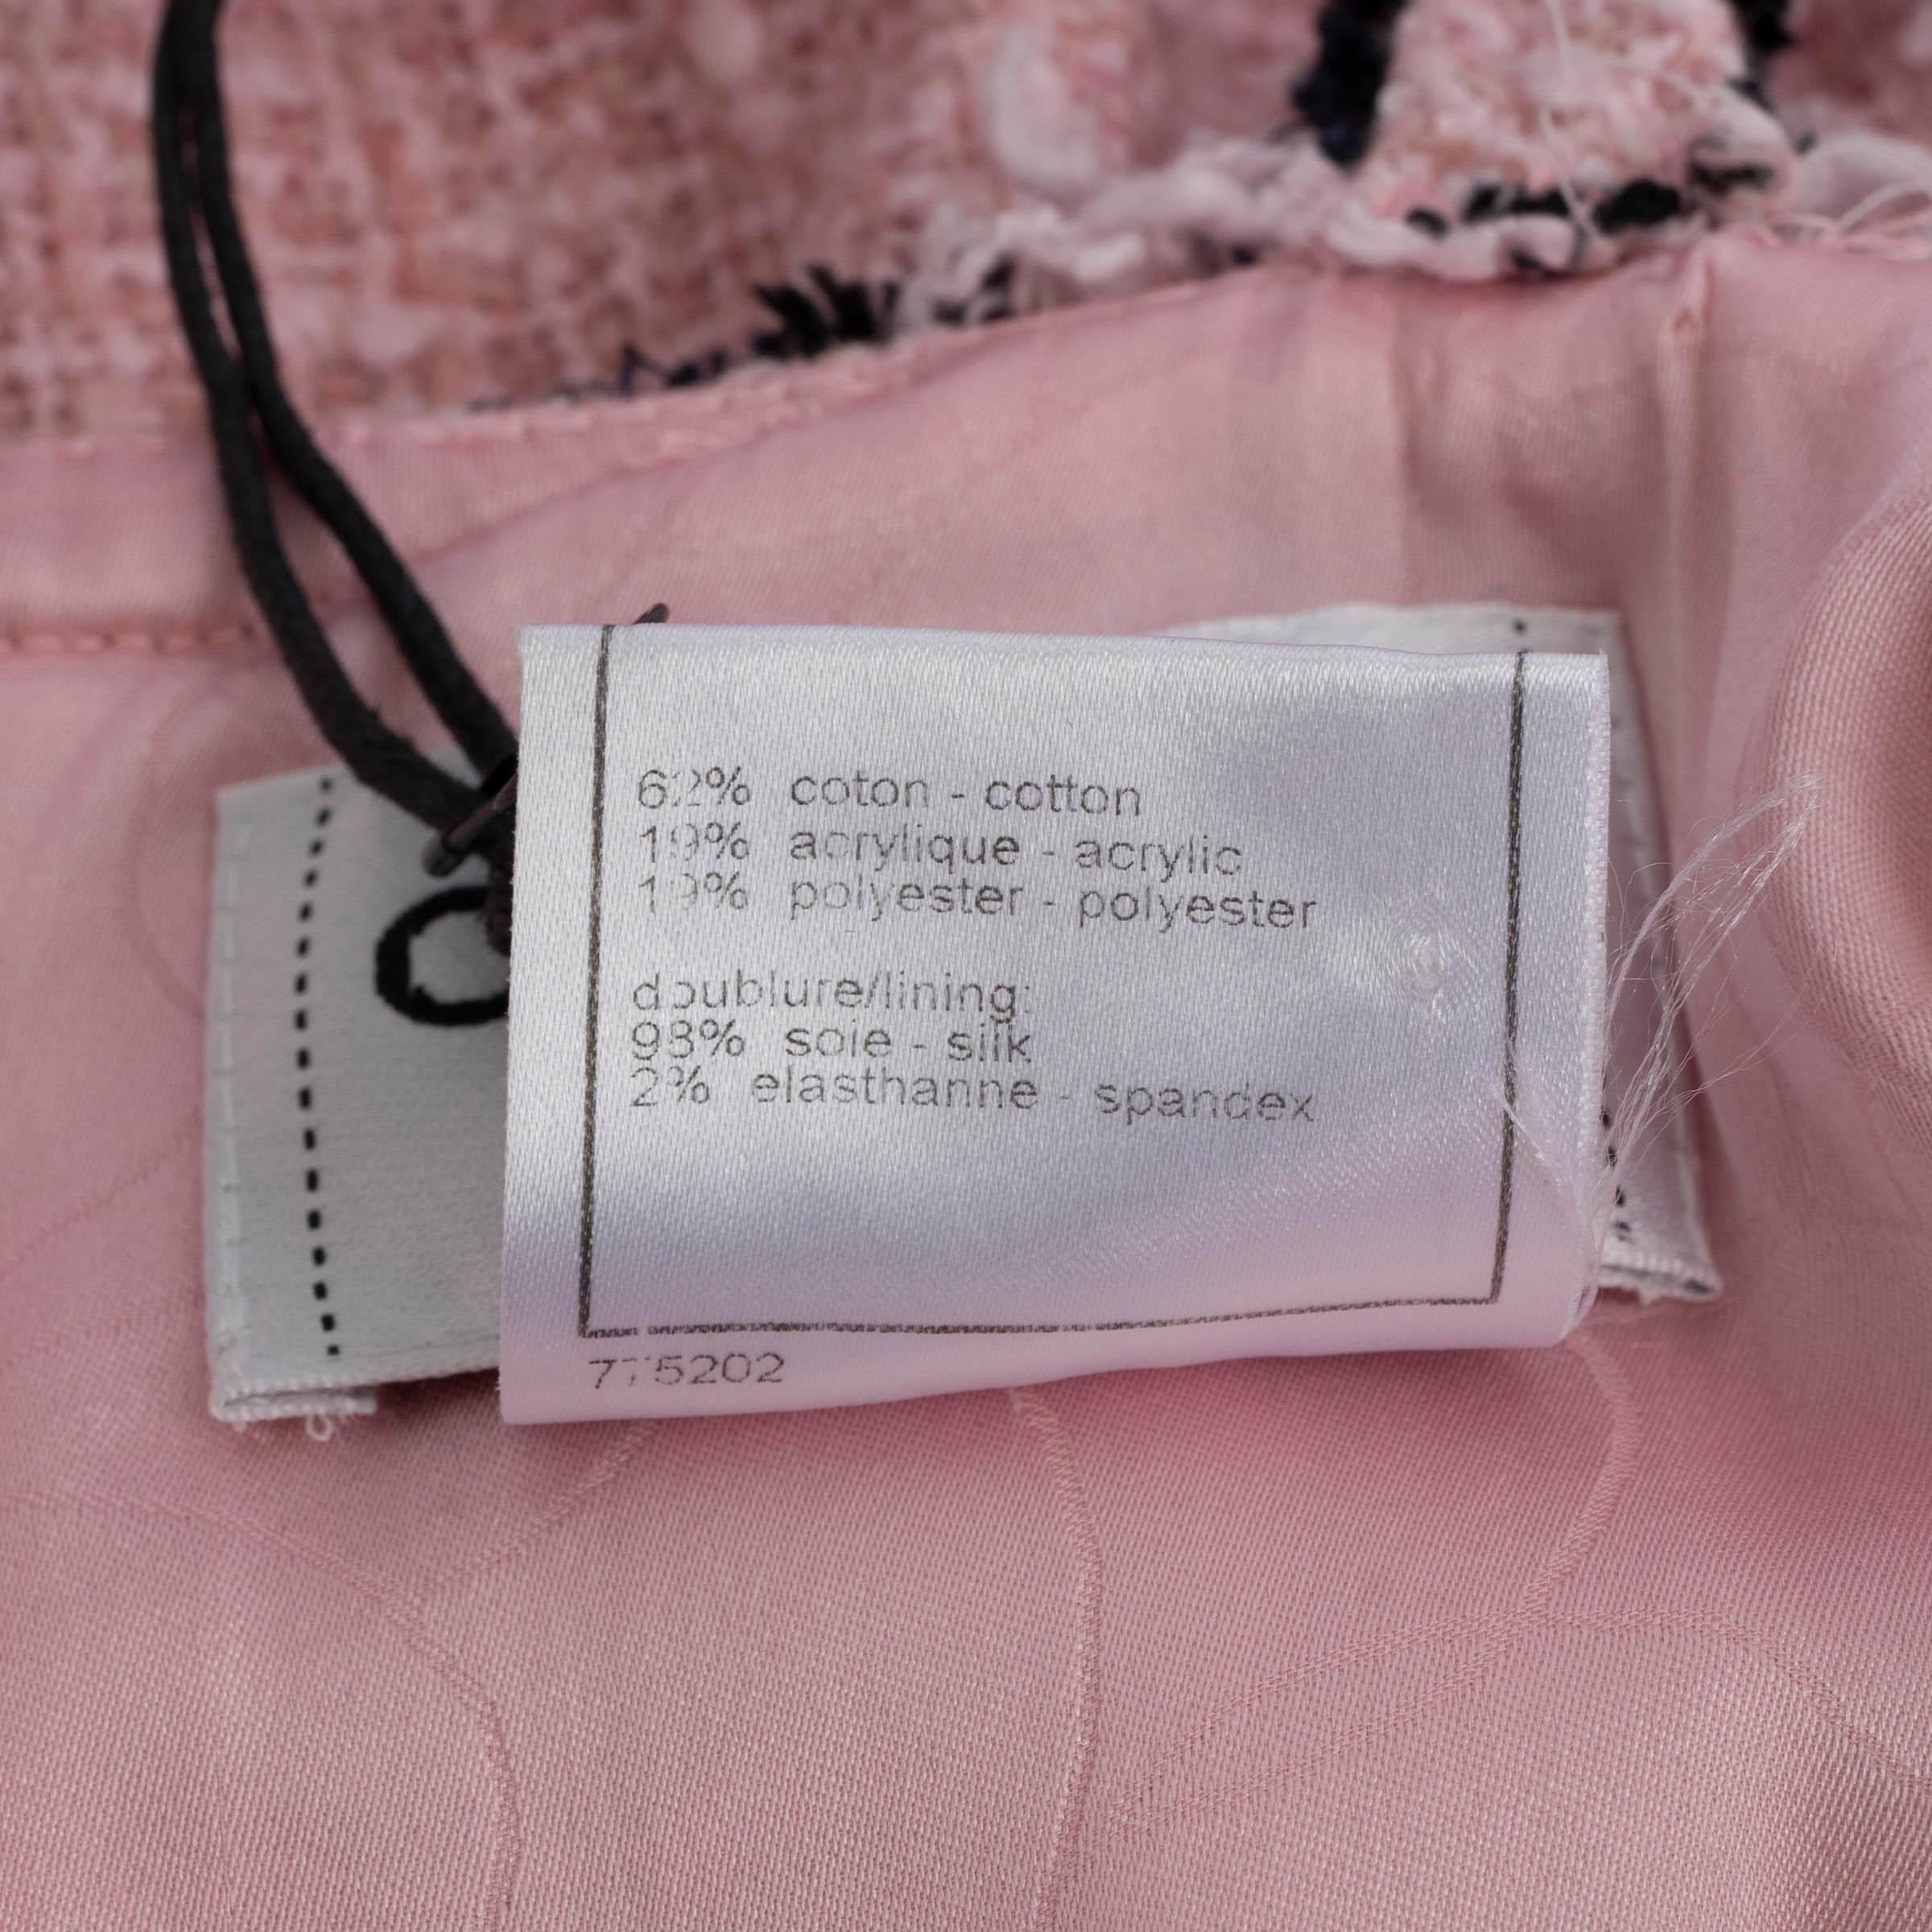 62% coton - cotton
19% acrylique - acrylic
19% polyester - polyester
doublure/lining:
98% soie - silk
2% elasthanne - spandex
775202